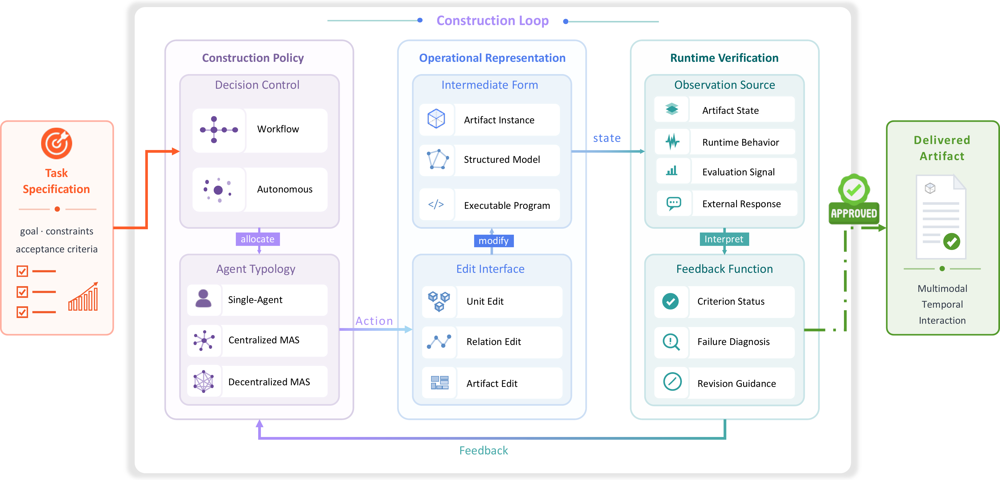 Construction Loop
Task
Specification
goal · constraints
acceptance criteria
Construction Policy
Decision Control
Workflow
Autonomous
allocate
Agent Typology
Single-Agent
Centralized MAS
Decentralized MAS
Action
Operational Representation
Intermediate Form
Artifact Instance
Structured Model
</> Executable Program
modify
Edit Interface
Unit Edit
Relation Edit
Artifact Edit
state
Runtime Verification
Observation Source
Artifact State
Runtime Behavior
Evaluation Signal
External Response
Interpret
Feedback Function
Criterion Status
Failure Diagnosis
Revision Guidance
Feedback
APPROVED
Delivered
Artifact
Multimodal
Temporal
Interaction